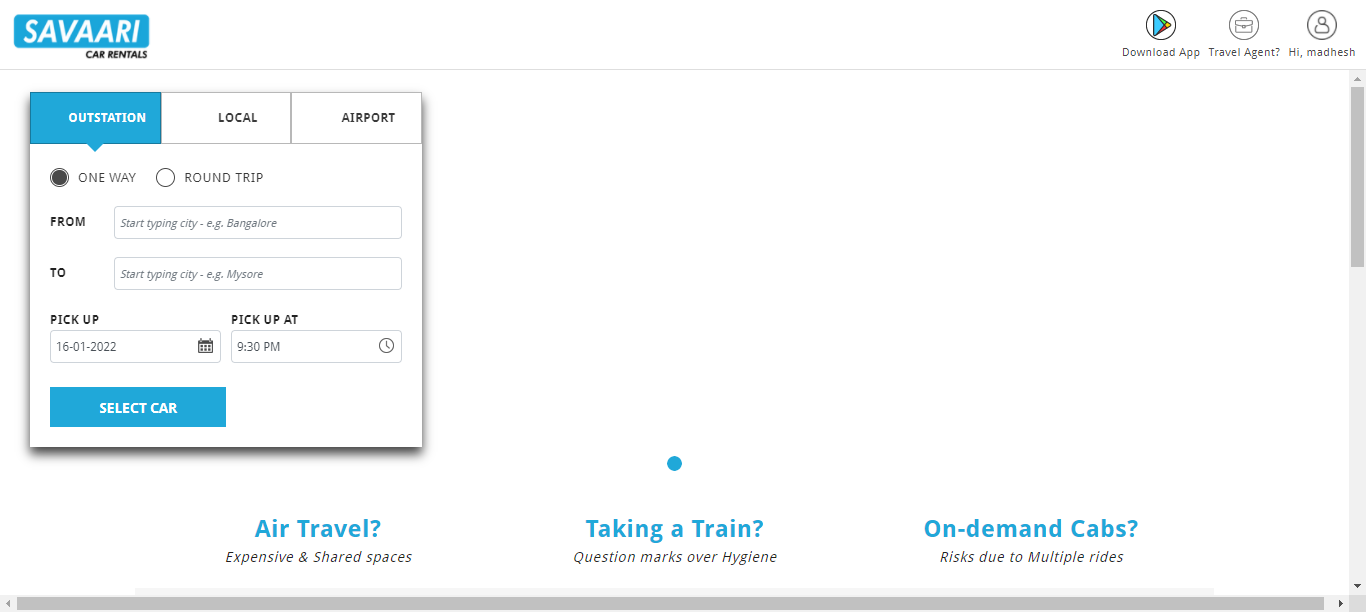 SAVAARI
CAR RENTALS
Download App
Travel Agent?
Hi, madhesh
OUTSTATION
LOCAL
AIRPORT
ONE WAY
ROUND TRIP
FROM
Start typing city - e.g. Bangalore
TO
Start typing city - e.g. Mysore
PICK UP
PICK UP AT
16-01-2022
9:30 PM
SELECT CAR
Air Travel?
Expensive & Shared spaces
Taking a Train?
Question marks over Hygiene
On-demand Cabs?
Risks due to Multiple rides